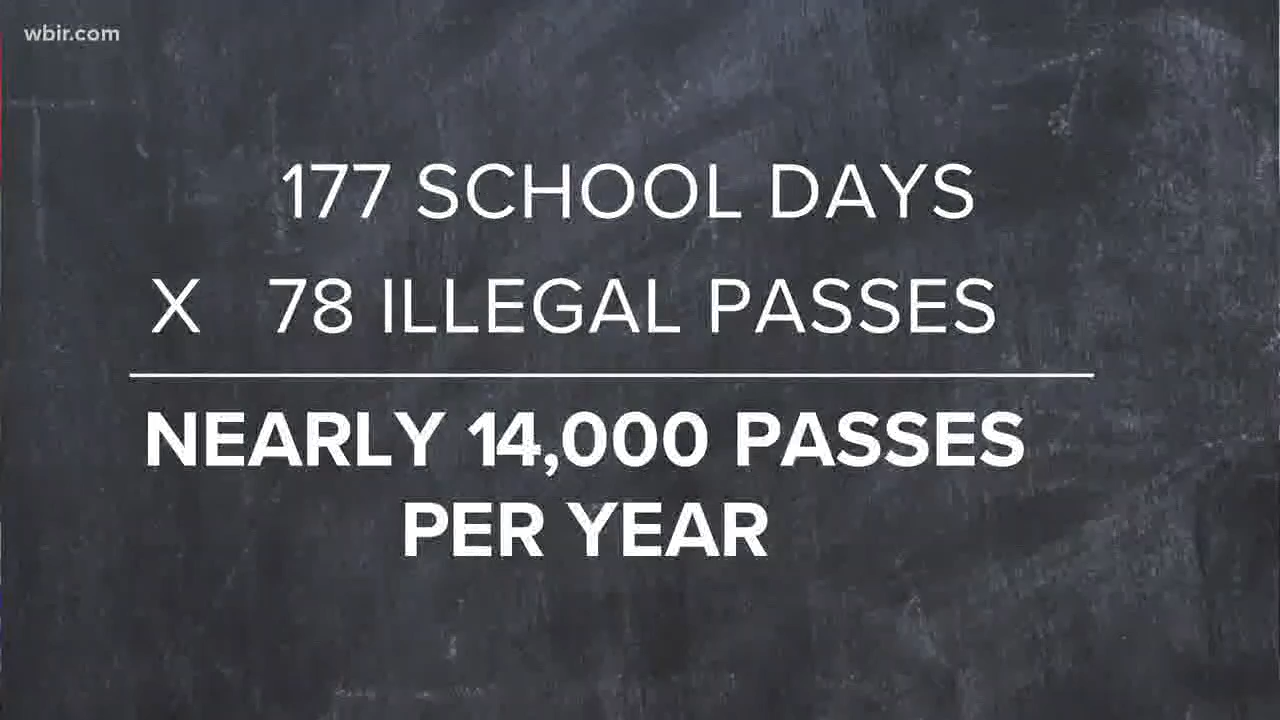 wbir.com
177 SCHOOL DAYS
X 78 ILLEGAL PASSES
NEARLY 14,000 PASSES
PER YEAR